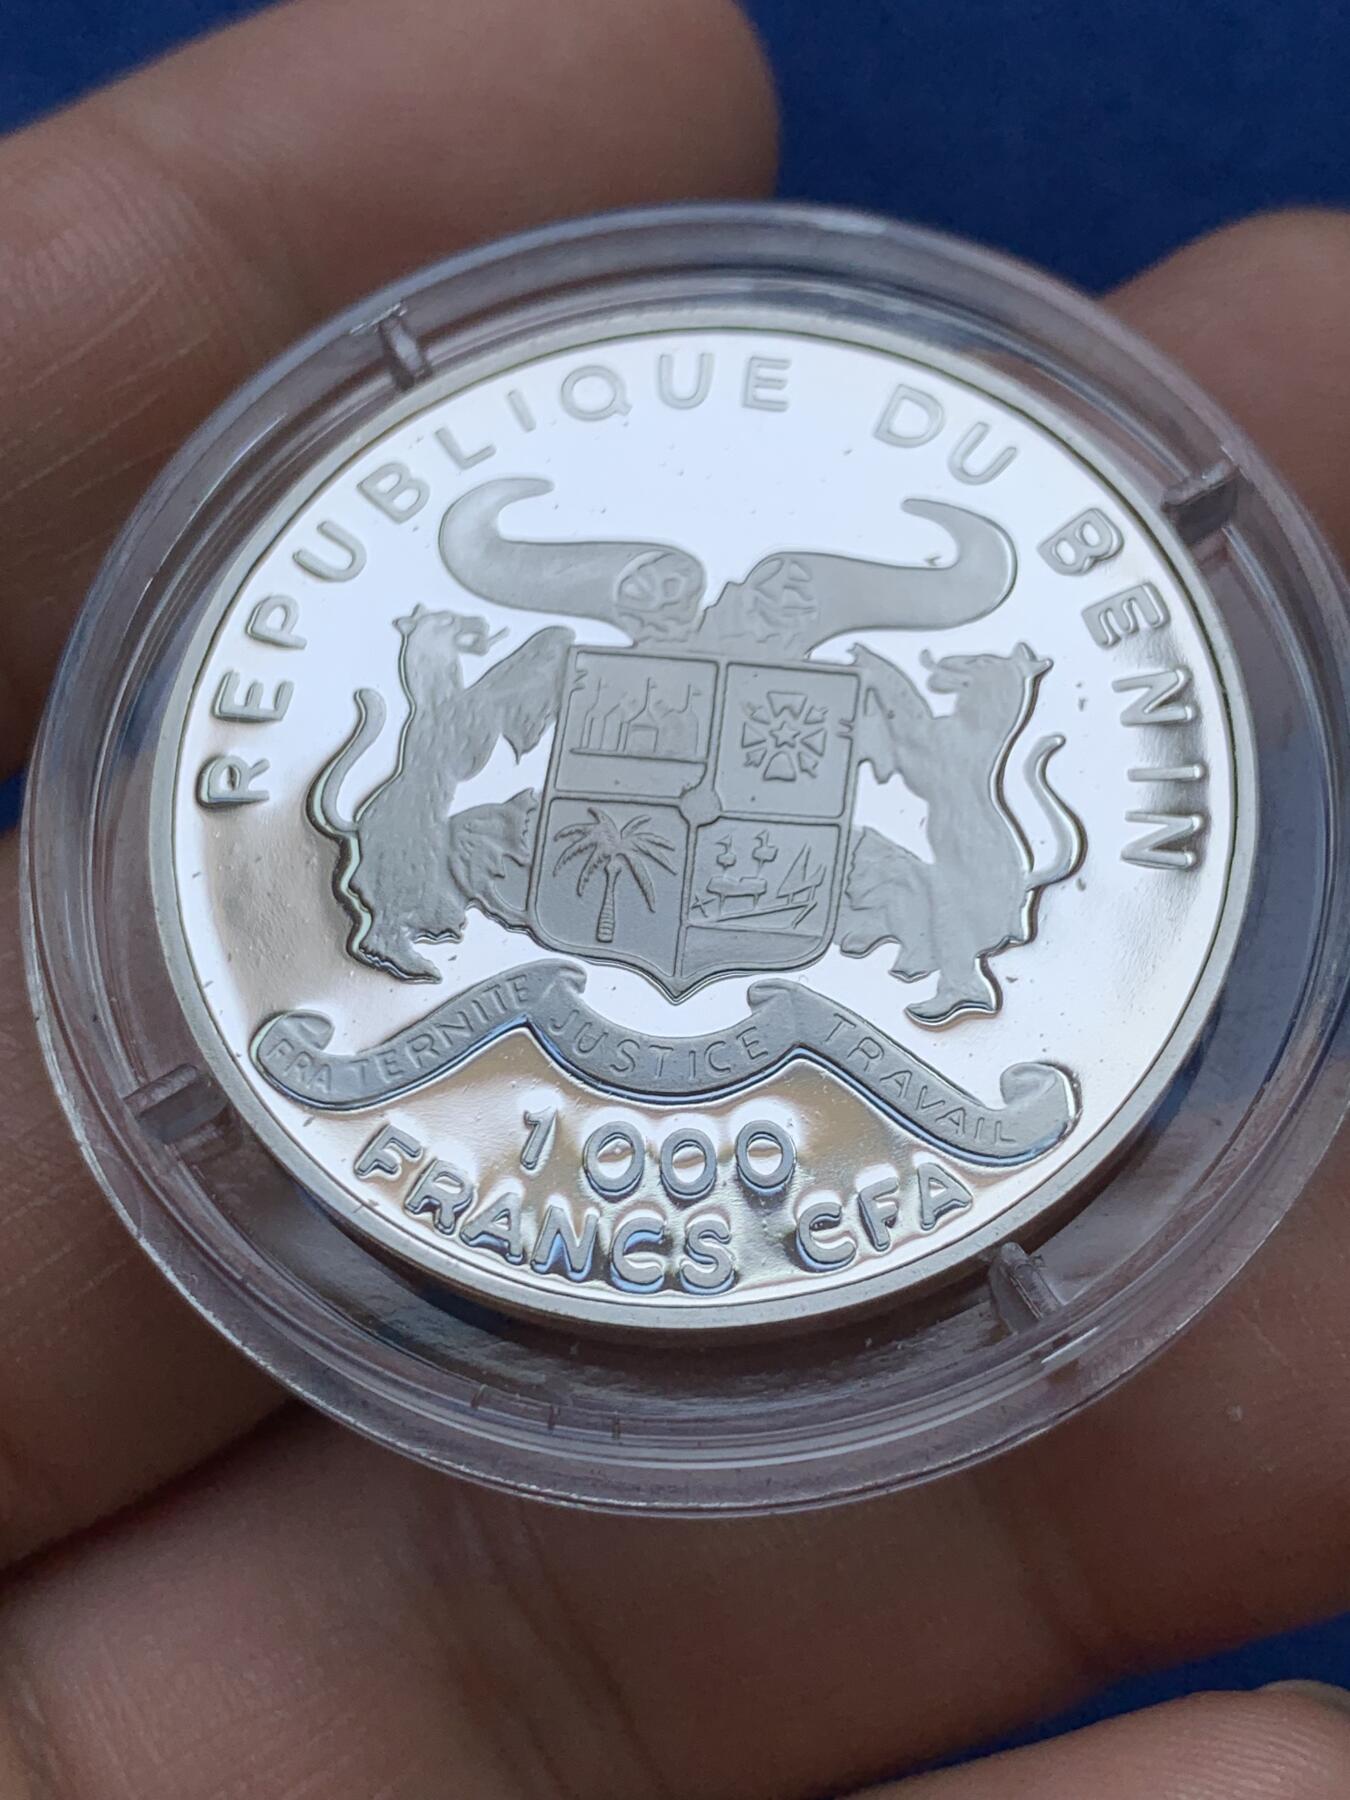 REPUBLIQUE DU BENIN
FRATERNITE JUSTICE TRAVAIL
1000
FRANCS CFA